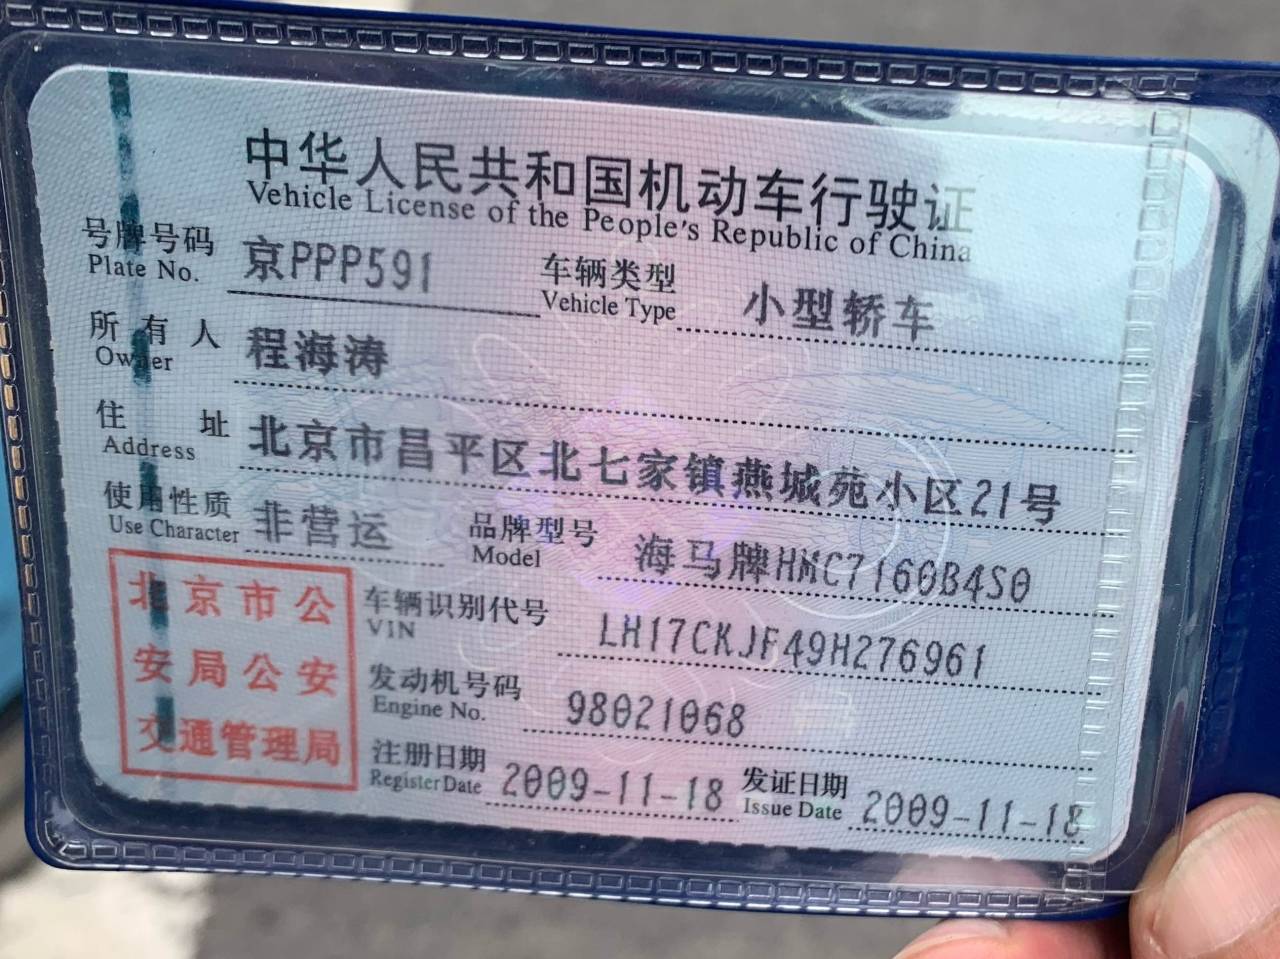 中华人民共和国机动车行驶证
Vehicle License of the People's Republic of China
号牌号码 京PPP591 车辆类型 小型轿车
Plate No. Vehicle Type
所有人 程海涛
Owner
住址 北京市昌平区北七家镇燕城苑小区21号
Address
使用性质 非营运 品牌型号 海马牌HMC7160B4S0
Use Character Model
北京市公
安局公安
交通管理局
车辆识别代号 LH17CKJF49H276961
VIN
发动机号码 98021068
Engine No.
注册日期 2009-11-18 发证日期 2009-11-18
Register Date Issue Date